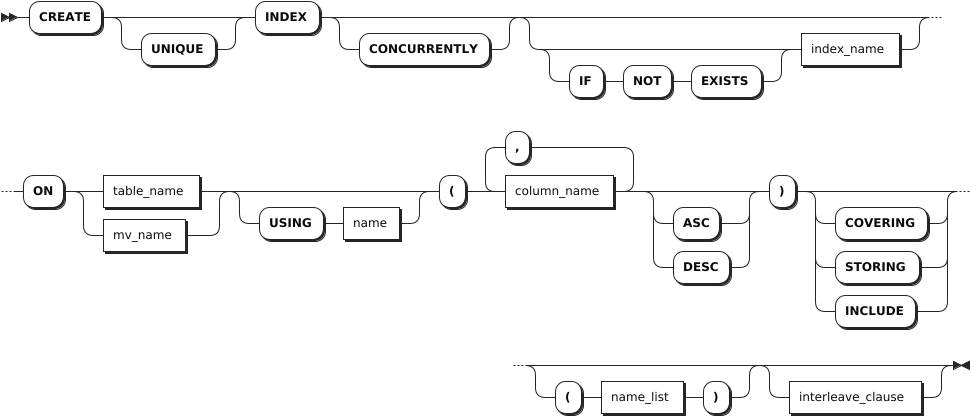 CREATE UNIQUE INDEX CONCURRENTLY IF NOT EXISTS index_name
ON table_name mv_name USING name ( , column_name ASC DESC ) COVERING STORING INCLUDE
( name_list ) interleave_clause